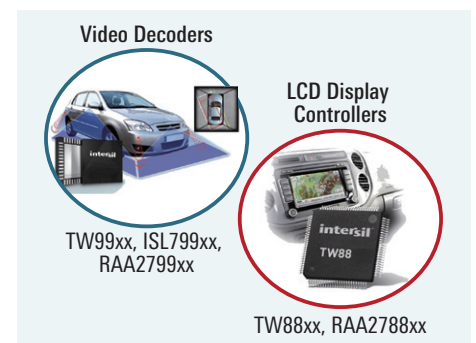 Video Decoders
intersil
TW99xx, ISL799xx,
RAA2799xx
LCD Display
Controllers
intersil
TW88
TW88xx, RAA2788xx